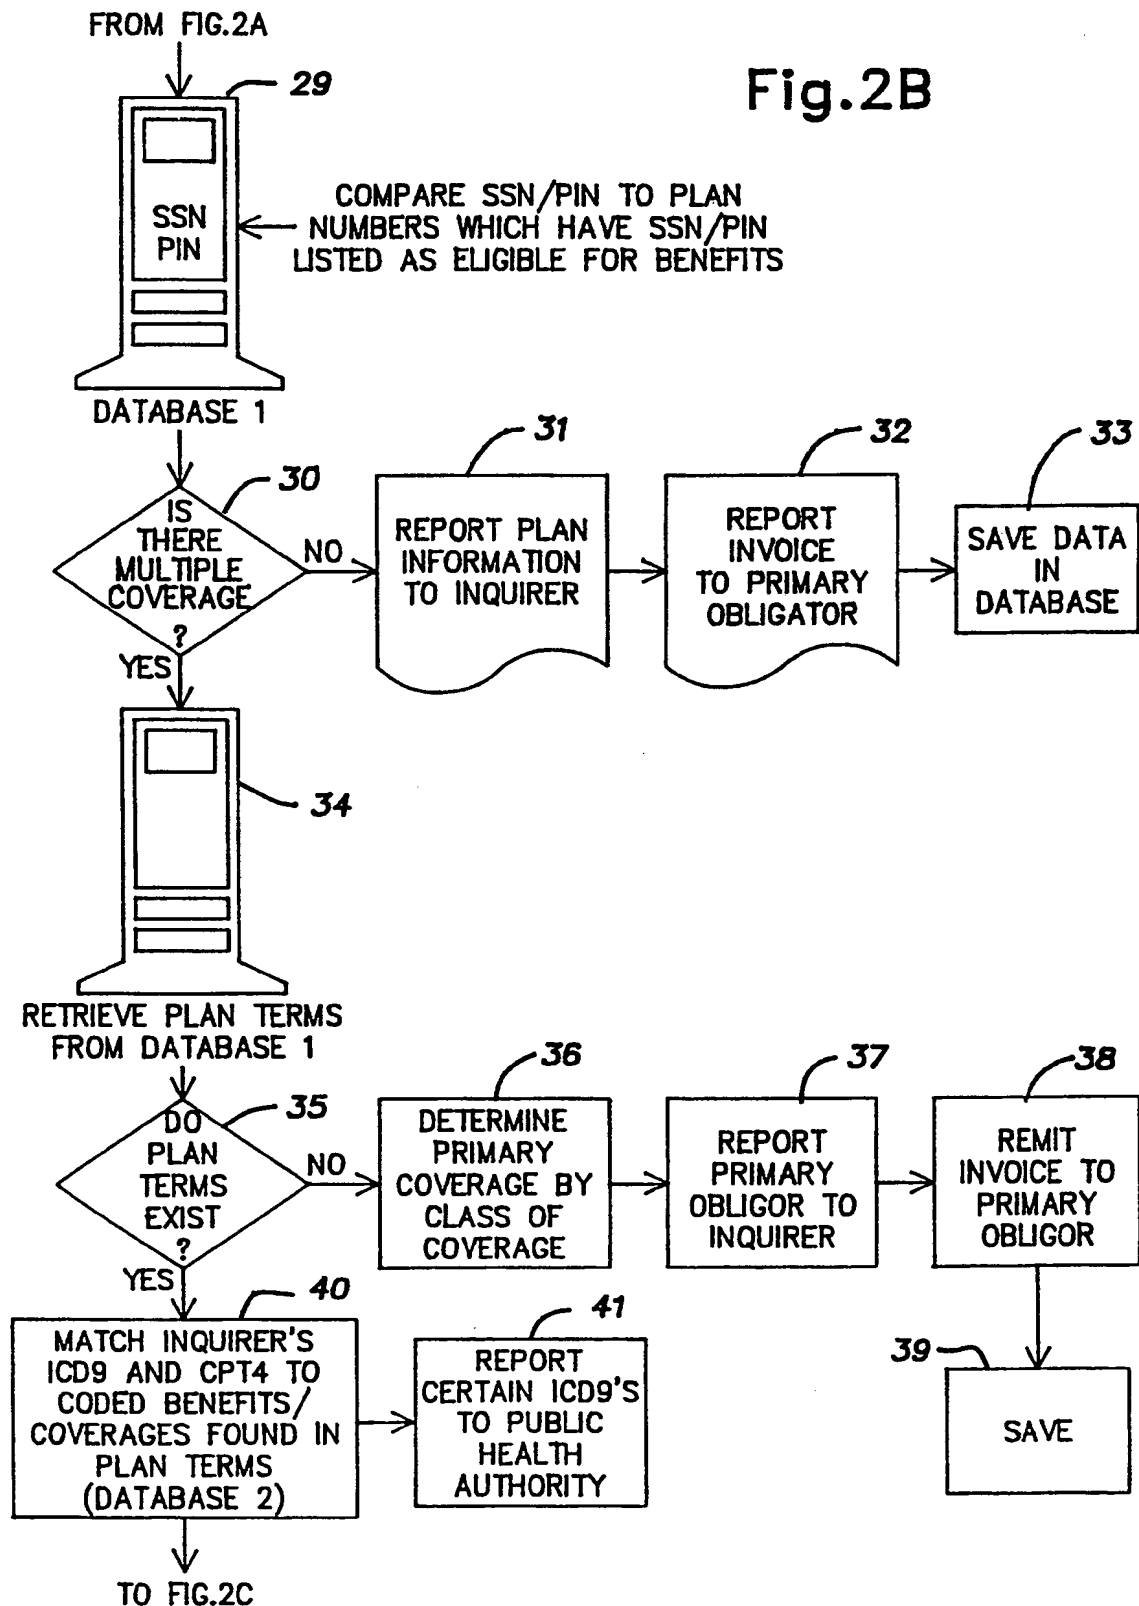 FROM FIG.2A
Fig.2B
29
SSN
PIN
COMPARE SSN/PIN TO PLAN
NUMBERS WHICH HAVE SSN/PIN
LISTED AS ELIGIBLE FOR BENEFITS
DATABASE 1
30
IS
THERE
MULTIPLE
COVERAGE
?
NO
YES
31
REPORT PLAN
INFORMATION
TO INQUIRER
32
REPORT
INVOICE
TO PRIMARY
OBLIGATOR
33
SAVE DATA
IN
DATABASE
34
RETRIEVE PLAN TERMS
FROM DATABASE 1
35
DO
PLAN
TERMS
EXIST
?
NO
YES
36
DETERMINE
PRIMARY
COVERAGE BY
CLASS OF
COVERAGE
37
REPORT
PRIMARY
OBLIGOR TO
INQUIRER
38
REMIT
INVOICE TO
PRIMARY
OBLIGOR
39
SAVE
40
MATCH INQUIRER'S
ICD9 AND CPT4 TO
CODED BENEFITS/
COVERAGES FOUND IN
PLAN TERMS
(DATABASE 2)
41
REPORT
CERTAIN ICD9'S
TO PUBLIC
HEALTH
AUTHORITY
TO FIG.2C